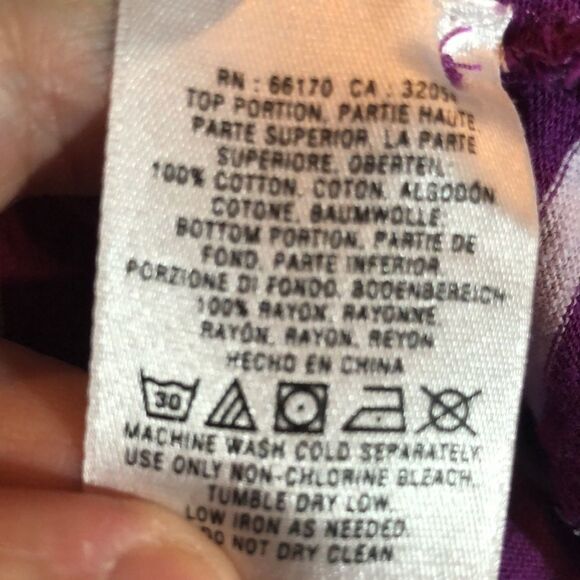 RN : 66170 CA : 3205
TOP PORTION, PARTIE HAUTE
PARTE SUPERIOR, LA PARTE
SUPERIORE, OBERTEIL
100% COTTON, COTON, ALGODÓN
COTONE, BAUMWOLLE
BOTTOM PORTION, PARTIE DE
FOND, PARTE INFERIOR
PORZIONE DI FONDO, BODENBEREICH
100% RAYON, RAYONNE,
RAYÓN, RAYON, REYON
HECHO EN CHINA
30
MACHINE WASH COLD SEPARATELY,
USE ONLY NON-CHLORINE BLEACH,
TUMBLE DRY LOW,
LOW IRON AS NEEDED,
DO NOT DRY CLEAN